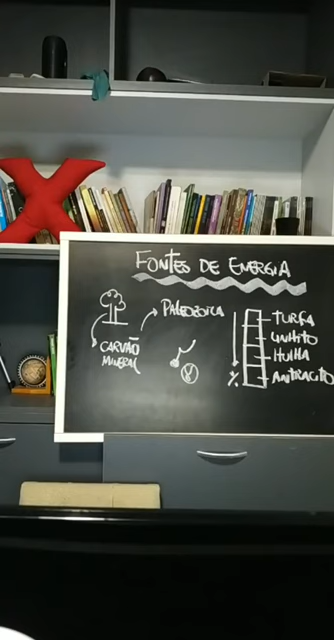 FONTES DE ENERGIA
PALEOZOICA
CARVÃO
MINERAL
TURFA
LINHITO
HULHA
ANTRACITO
%